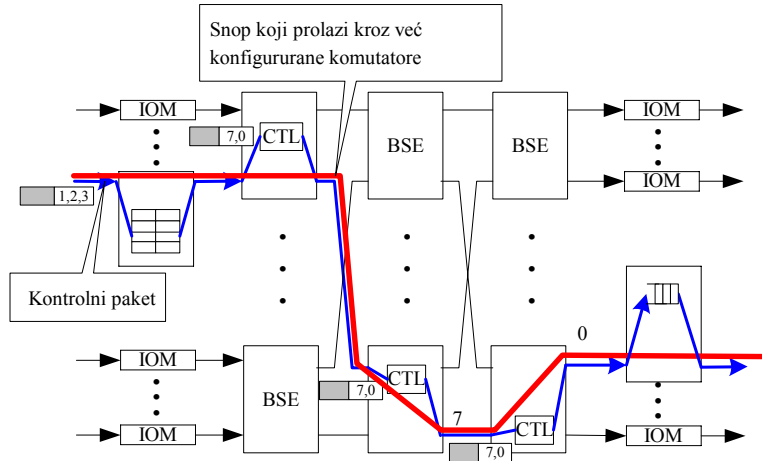 Snop koji prolazi kroz već
konfigururane komutatore
IOM
IOM
7,0
CTL
BSE
BSE
IOM
1,2,3
Kontrolni paket
0
IOM
BSE
7,0
CTL
7
CTL
7,0
IOM
IOM